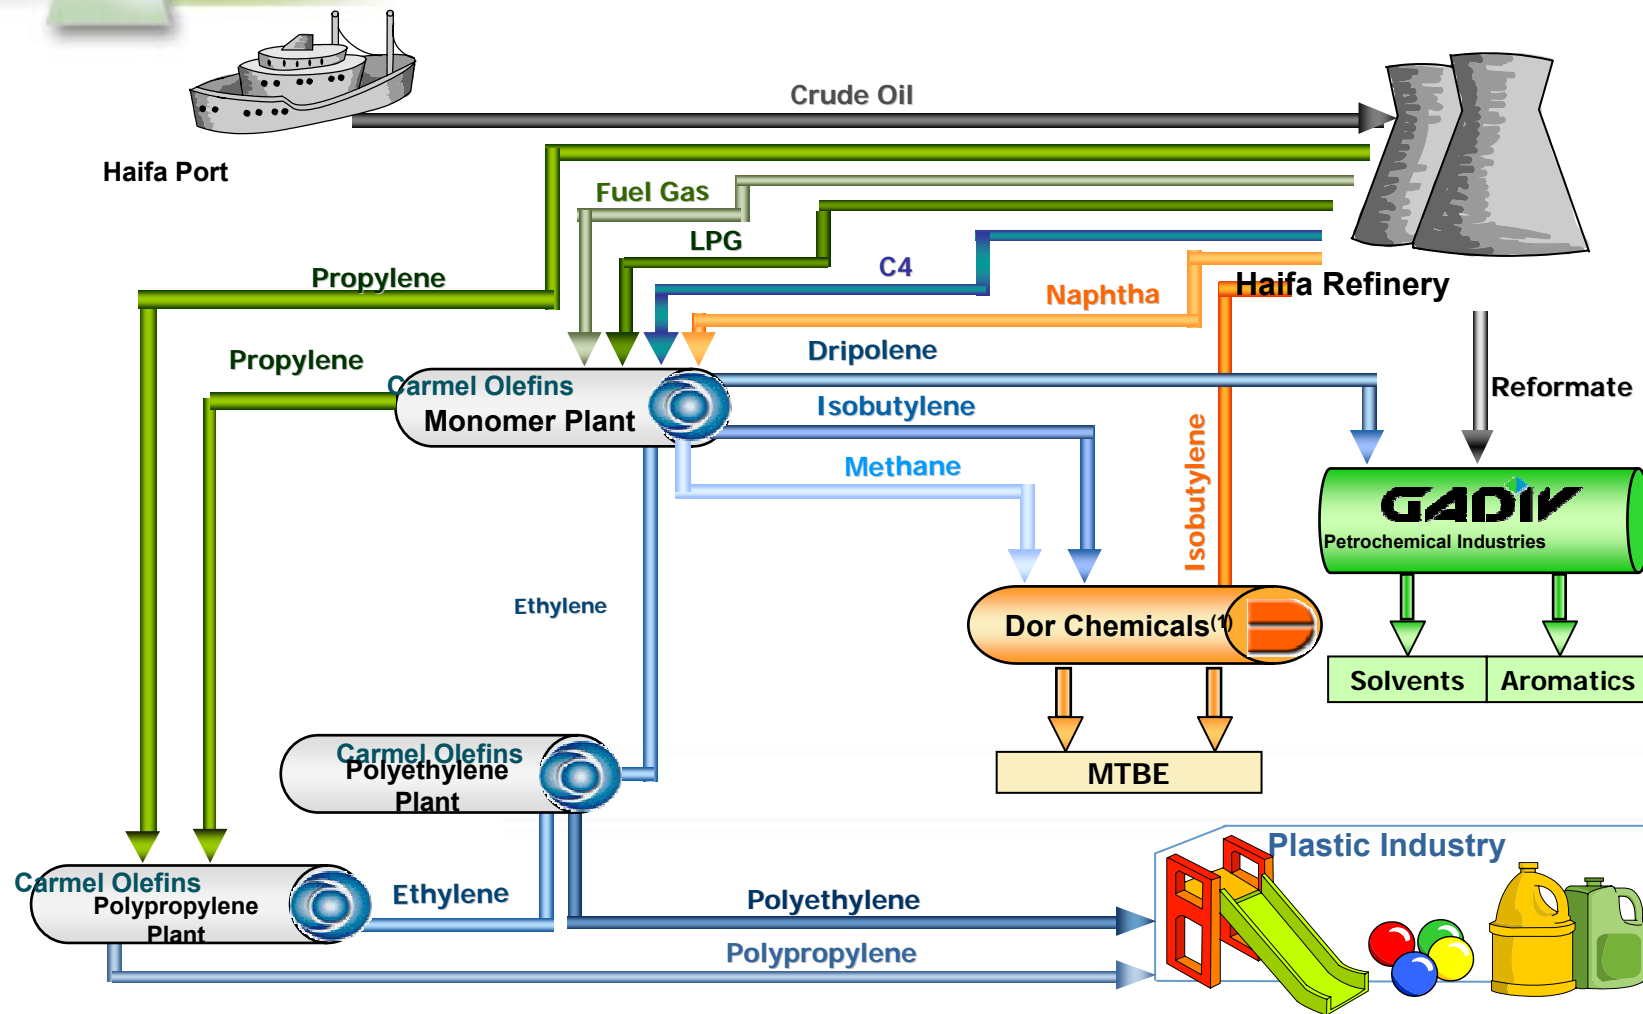 Crude Oil
Haifa Port
Fuel Gas
LPG
C4
Propylene
Naphtha
Haifa Refinery
Dripolene
Propylene
Carmel Olefins
Monomer Plant
Isobutylene
Reformate
Methane
Isobutylene
GADIV
Petrochemical Industries
Ethylene
Dor Chemicals(1)
Solvents
Aromatics
Carmel Olefins
Polyethylene
Plant
MTBE
Plastic Industry
Carmel Olefins
Polypropylene
Plant
Ethylene
Polyethylene
Polypropylene